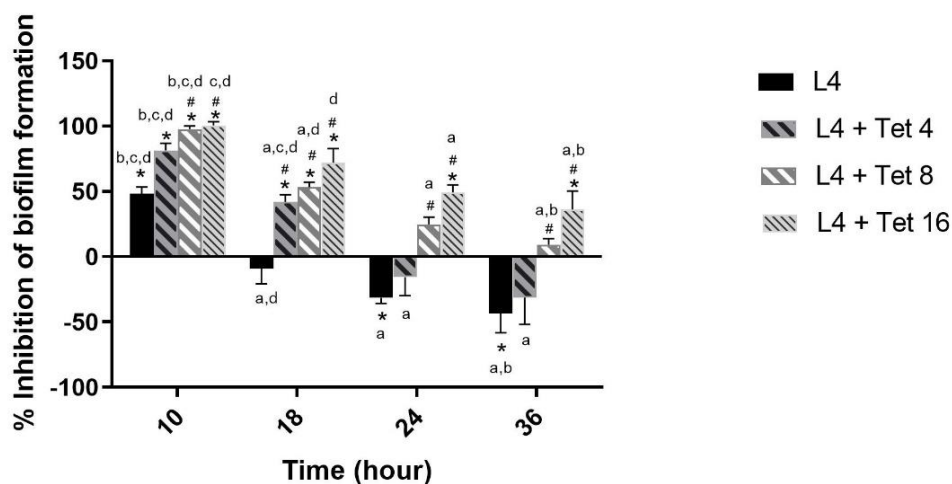 % Inhibition of biofilm formation
150
100
50
0
-50
-100
b,c,d
*
b,c,d
*
b,c,d
#
*
c,d
#
*
a,d
a,c,d
#
*
a,d
#
*
d
#
*
*
a
a
a
#
a
#
*
*
a,b
a
a,b
#
a,b
#
*
10
18
24
36
Time (hour)
L4
L4 + Tet 4
L4 + Tet 8
L4 + Tet 16